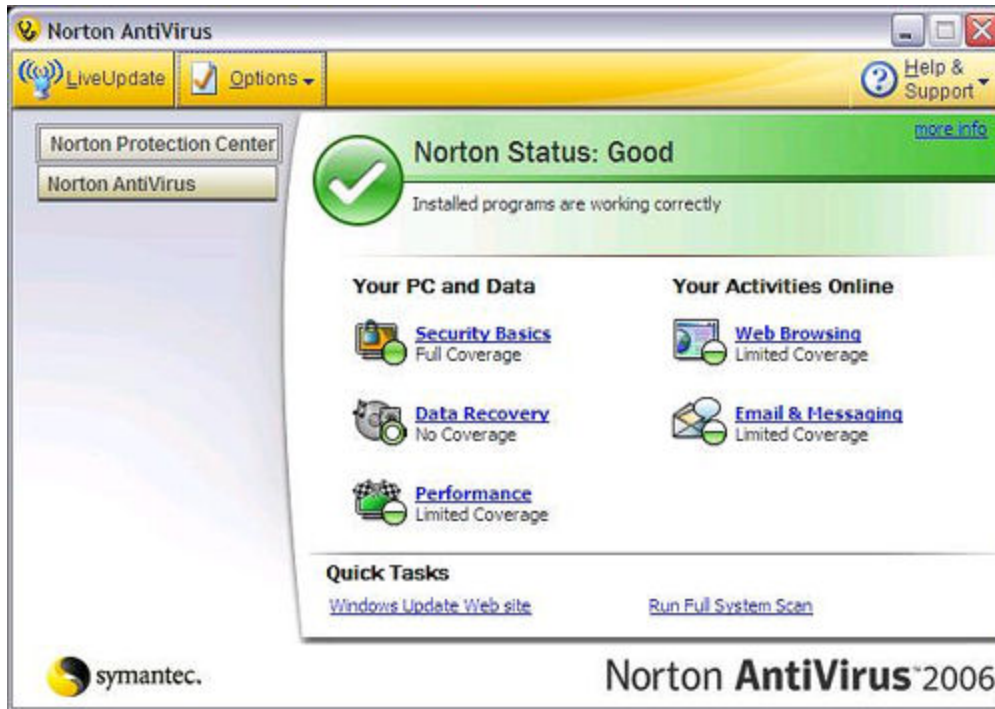 Norton AntiVirus
LiveUpdate
Options
Help &
Support
Norton Protection Center
Norton AntiVirus
more info
Norton Status: Good
Installed programs are working correctly
Your PC and Data
Security Basics
Full Coverage
Data Recovery
No Coverage
Performance
Limited Coverage
Your Activities Online
Web Browsing
Limited Coverage
Email & Messaging
Limited Coverage
Quick Tasks
Windows Update Web site
Run Full System Scan
symantec.
Norton AntiVirus™2006